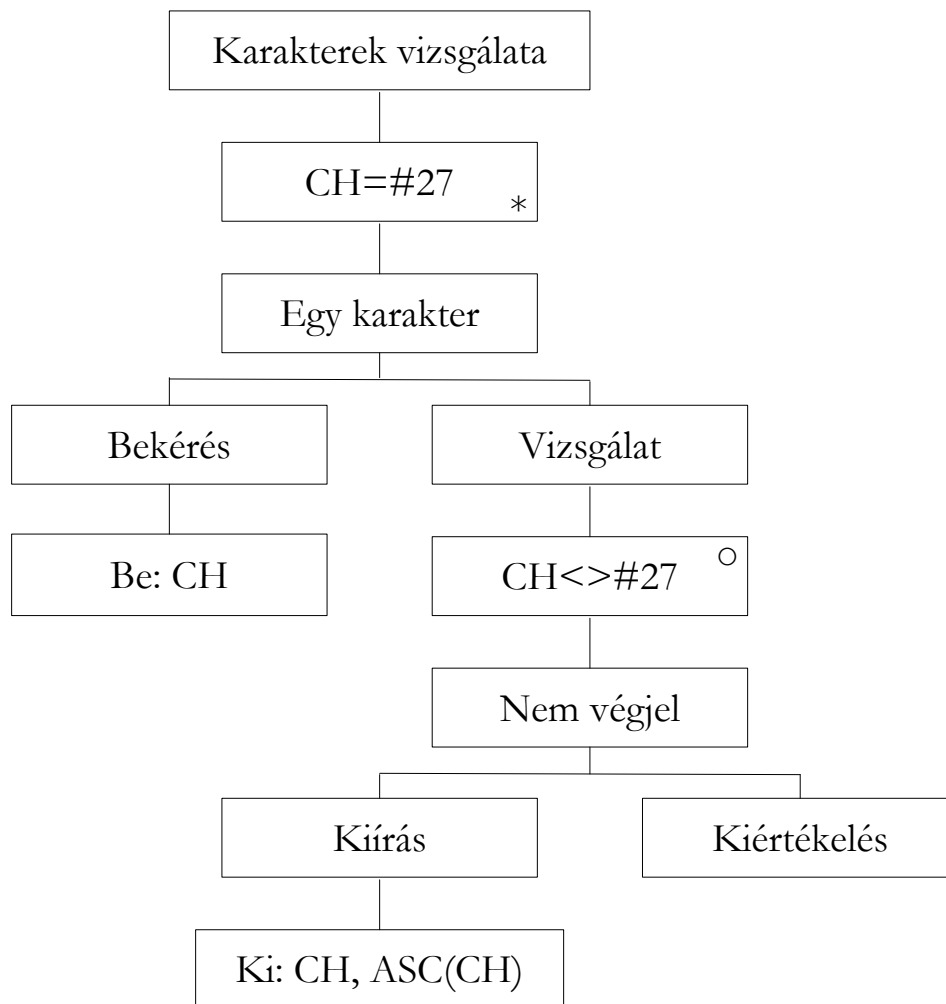 Karakterek vizsgálata
CH=#27
*
Egy karakter
Bekérés
Vizsgálat
Be: CH
CH<>#27
Nem végjel
Kiírás
Kiértékelés
Ki: CH, ASC(CH)